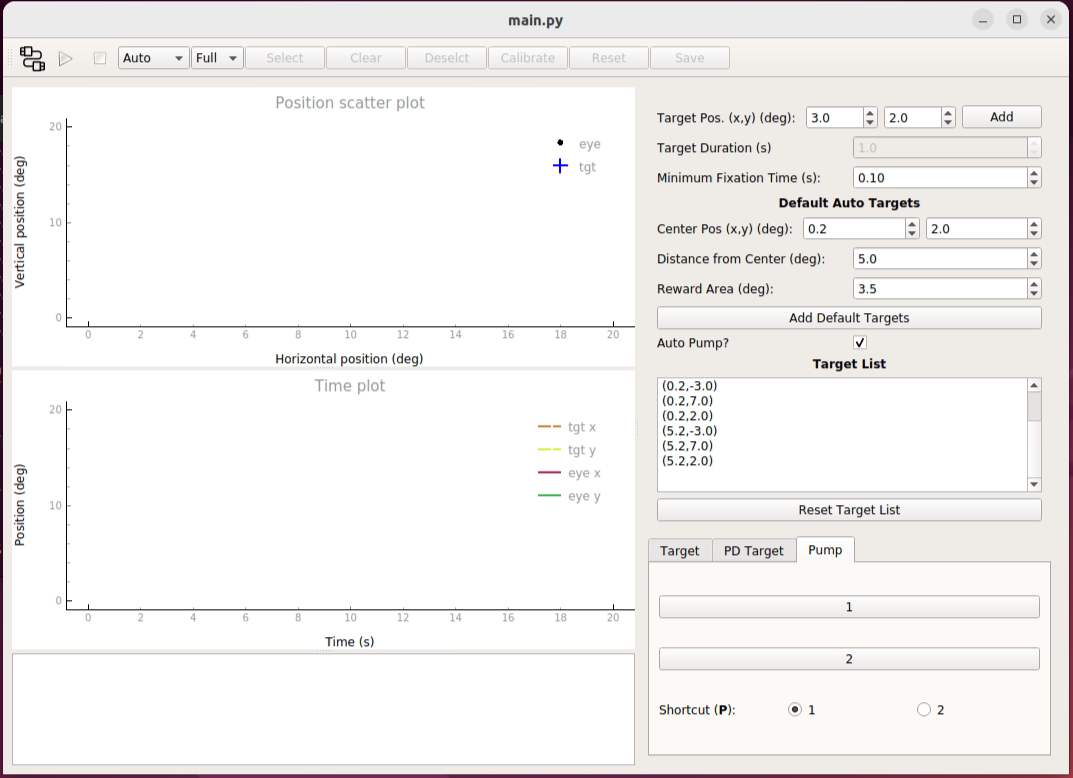 main.py
Auto Full Select Clear Deselct Calibrate Reset Save
Position scatter plot
20
10
0
Vertical position (deg)
eye
tgt
0 2 4 6 8 10 12 14 16 18 20
Horizontal position (deg)
Time plot
20
10
0
Position (deg)
tgt x
tgt y
eye x
eye y
0 2 4 6 8 10 12 14 16 18 20
Time (s)
Target Pos. (x,y) (deg): 3.0 2.0 Add
Target Duration (s) 1.0
Minimum Fixation Time (s): 0.10
Default Auto Targets
Center Pos (x,y) (deg): 0.2 2.0
Distance from Center (deg): 5.0
Reward Area (deg): 3.5
Add Default Targets
Auto Pump?
Target List
(0.2,-3.0)
(0.2,7.0)
(0.2,2.0)
(5.2,-3.0)
(5.2,7.0)
(5.2,2.0)
Reset Target List
Target PD Target Pump
1
2
Shortcut (P): 1 2